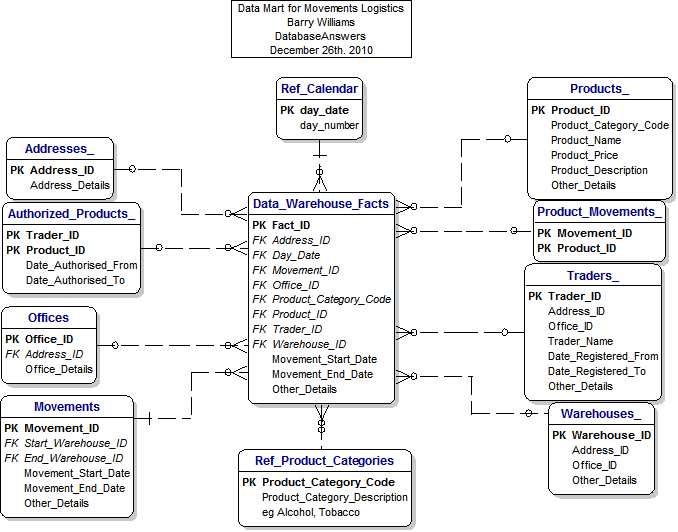 Data Mart for Movements Logistics
Barry Williams
DatabaseAnswers
December 26th. 2010
Ref_Calendar
PK day_date
day_number
Products_
PK Product_ID
Product_Category_Code
Product_Name
Product_Price
Product_Description
Other_Details
Addresses_
PK Address_ID
Address_Details
Data_Warehouse_Facts
PK Fact_ID
FK Address_ID
FK Day_Date
FK Movement_ID
FK Office_ID
FK Product_Category_Code
FK Product_ID
FK Trader_ID
FK Warehouse_ID
Movement_Start_Date
Movement_End_Date
Other_Details
Authorized_Products_
PK Trader_ID
PK Product_ID
Date_Authorised_From
Date_Authorised_To
Product_Movements_
PK Movement_ID
PK Product_ID
Traders_
PK Trader_ID
Address_ID
Office_ID
Trader_Name
Date_Registered_From
Date_Registered_To
Other_Details
Offices
PK Office_ID
FK Address_ID
Office_Details
Movements
PK Movement_ID
FK Start_Warehouse_ID
FK End_Warehouse_ID
Movement_Start_Date
Movement_End_Date
Other_Details
Warehouses_
PK Warehouse_ID
Address_ID
Office_ID
Other_Details
Ref_Product_Categories
PK Product_Category_Code
Product_Category_Description
eg Alcohol, Tobacco